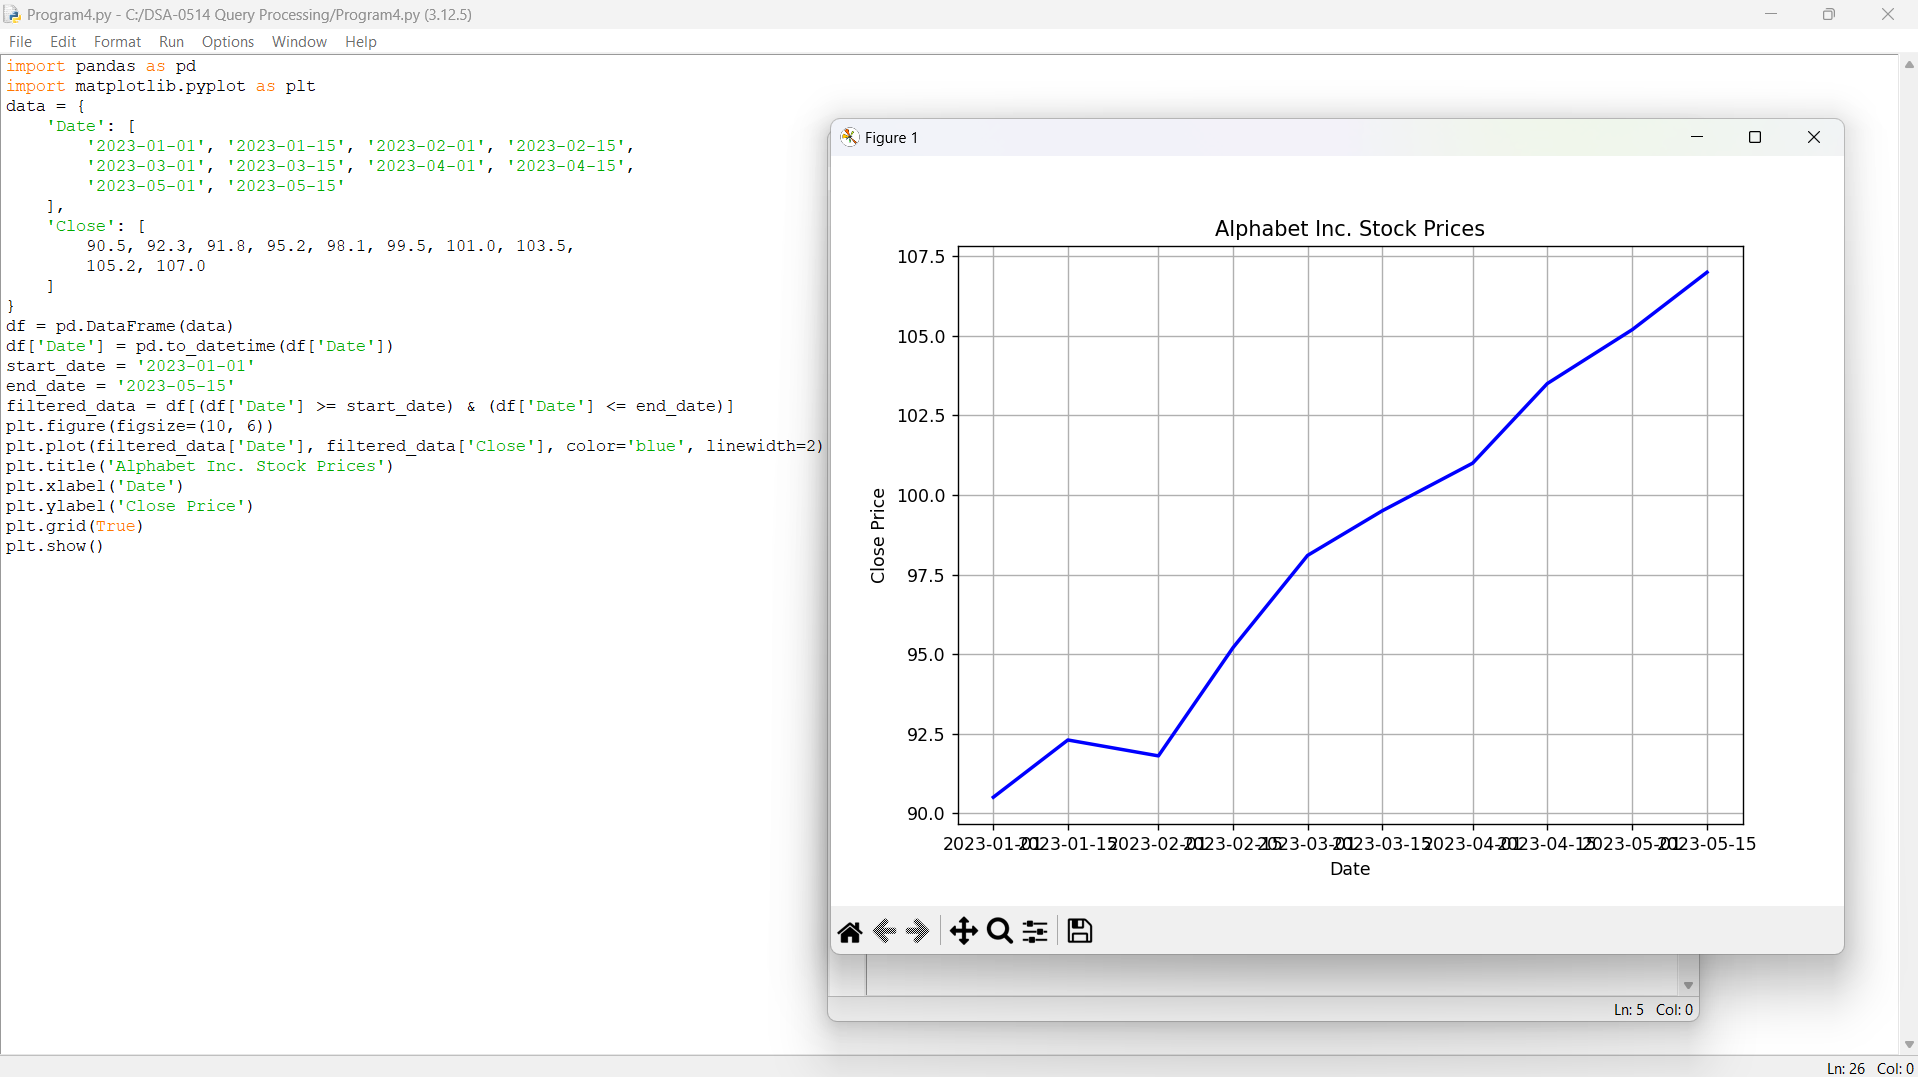 Program4.py - C:/DSA-0514 Query Processing/Program4.py (3.12.5)
File Edit Format Run Options Window Help
import pandas as pd
import matplotlib.pyplot as plt
data = {
    'Date': [
        '2023-01-01', '2023-01-15', '2023-02-01', '2023-02-15',
        '2023-03-01', '2023-03-15', '2023-04-01', '2023-04-15',
        '2023-05-01', '2023-05-15'
    ],
    'Close': [
        90.5, 92.3, 91.8, 95.2, 98.1, 99.5, 101.0, 103.5,
        105.2, 107.0
    ]
}
df = pd.DataFrame(data)
df['Date'] = pd.to_datetime(df['Date'])
start_date = '2023-01-01'
end_date = '2023-05-15'
filtered_data = df[(df['Date'] >= start_date) & (df['Date'] <= end_date)]
plt.figure(figsize=(10, 6))
plt.plot(filtered_data['Date'], filtered_data['Close'], color='blue', linewidth=2)
plt.title('Alphabet Inc. Stock Prices')
plt.xlabel('Date')
plt.ylabel('Close Price')
plt.grid(True)
plt.show()
Figure 1
Alphabet Inc. Stock Prices
107.5
105.0
102.5
100.0
97.5
95.0
92.5
90.0
Close Price
2023-01-01 2023-01-15 2023-02-01 2023-02-15 2023-03-01 2023-03-15 2023-04-01 2023-04-15 2023-05-01 2023-05-15
Date
Ln: 5 Col: 0
Ln: 26 Col: 0